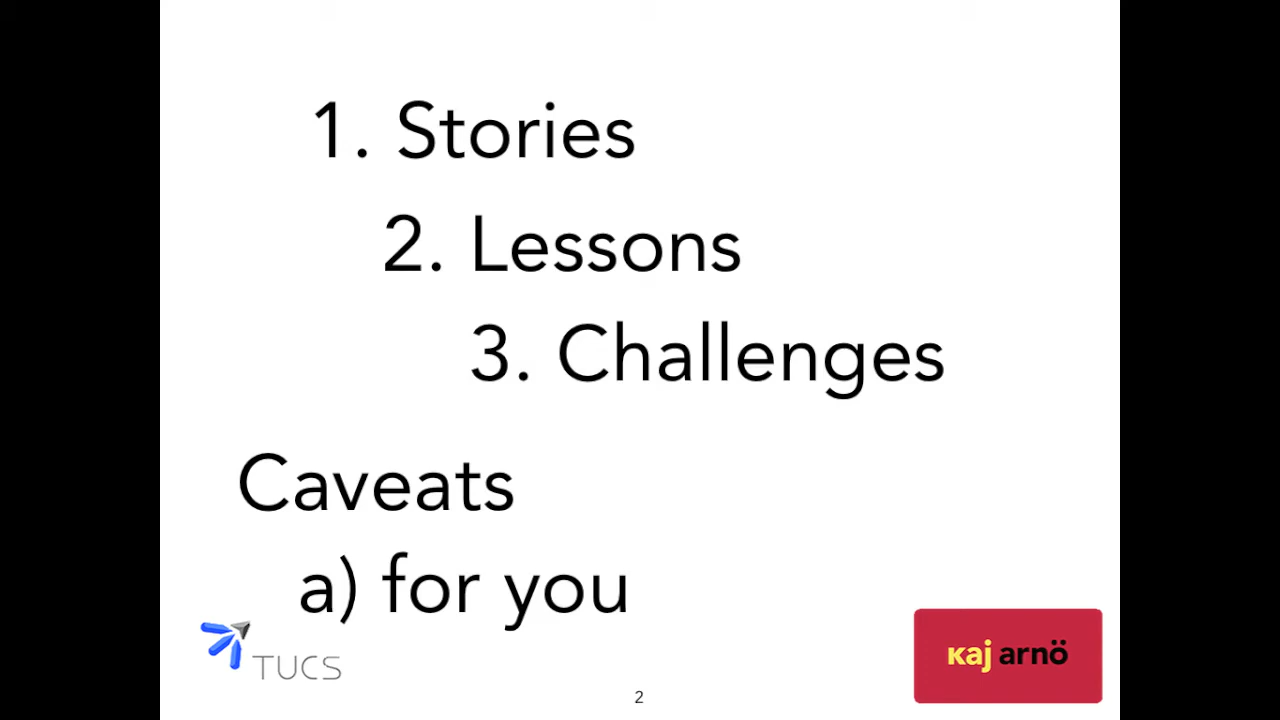 1. Stories
2. Lessons
3. Challenges
Caveats
a) for you
TUCS
kaj arnö
2